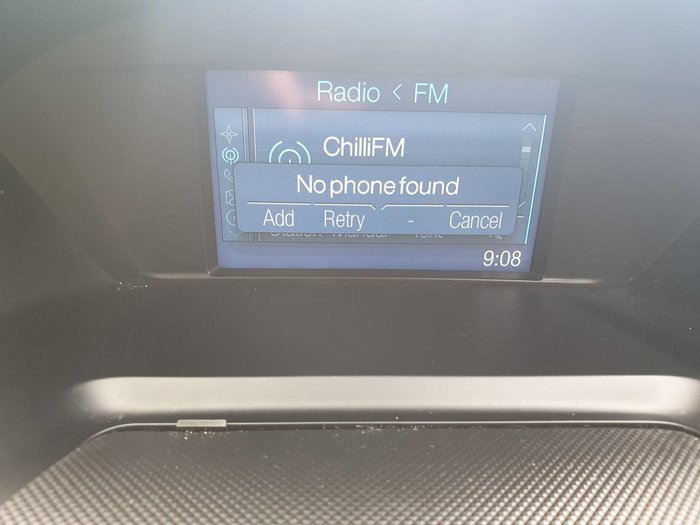 Radio < FM
ChilliFM
No phone found
Add Retry - Cancel
9:08